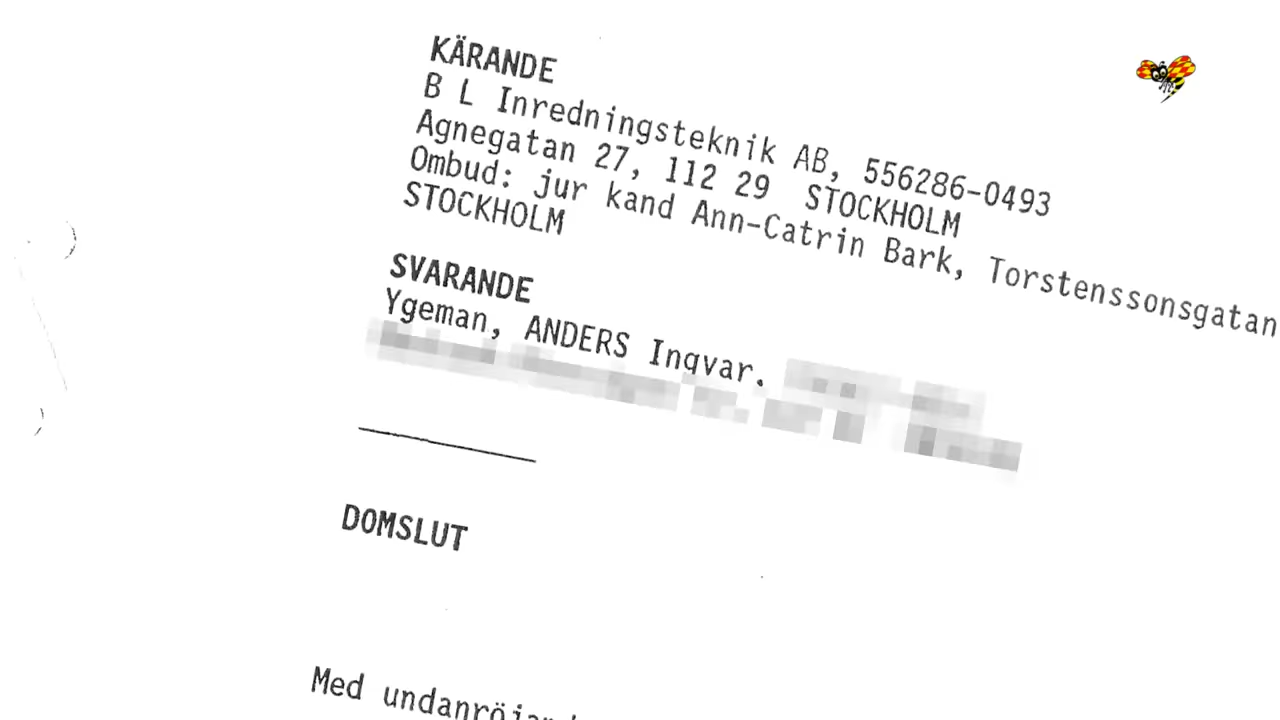 KÄRANDE
B L Inredningsteknik AB, 556286-0493
Agnegatan 27, 112 29 STOCKHOLM
Ombud: jur kand Ann-Catrin Bark, Torstenssonsgatan
STOCKHOLM
SVARANDE
Ygeman, ANDERS Ingvar.
DOMSLUT
Med